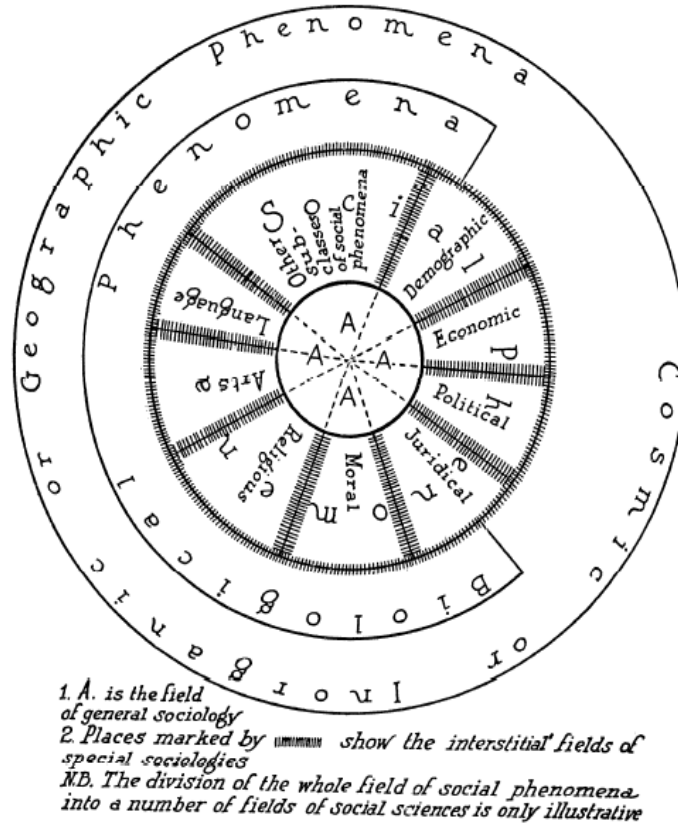 Cosmic or Inorganic or Geographic Phenomena
Biological Phenomena
Social Phenomena
Other
sub-
classes
of social
phenomena
Demographic
Economic
Political
Juridical
Moral
Religious
Arts
Language
A
A A
A
1. A. is the field
of general sociology
2. Places marked by show the interstitial fields of
special sociologies
N.B. The division of the whole field of social phenomena
into a number of fields of social sciences is only illustrative